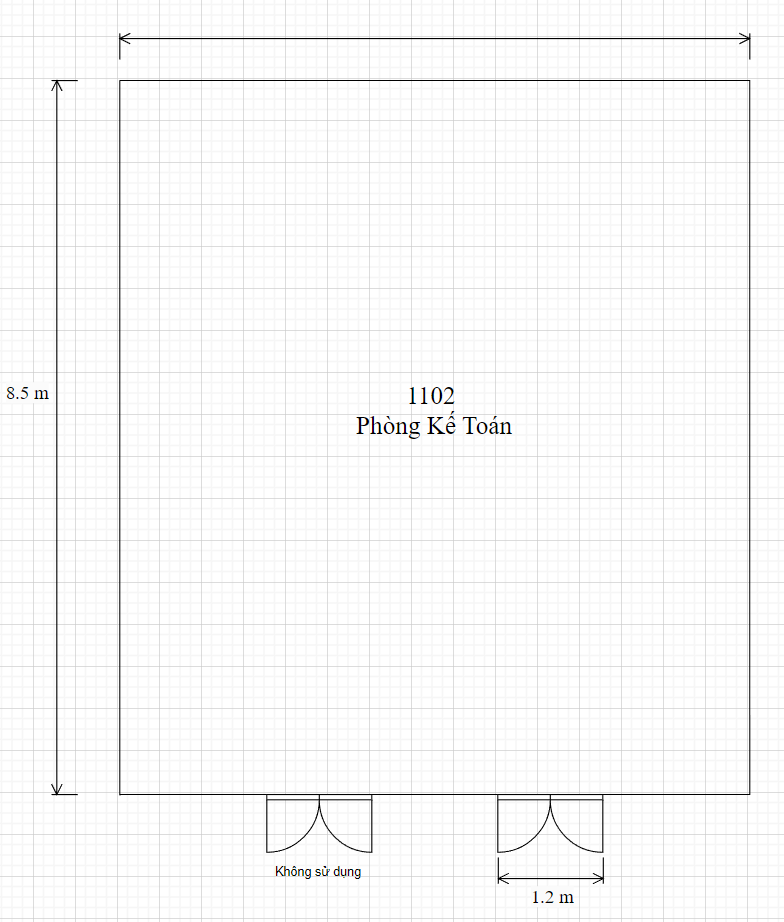 8.5 m
1102
Phòng Kế Toán
Không sử dụng
1.2 m